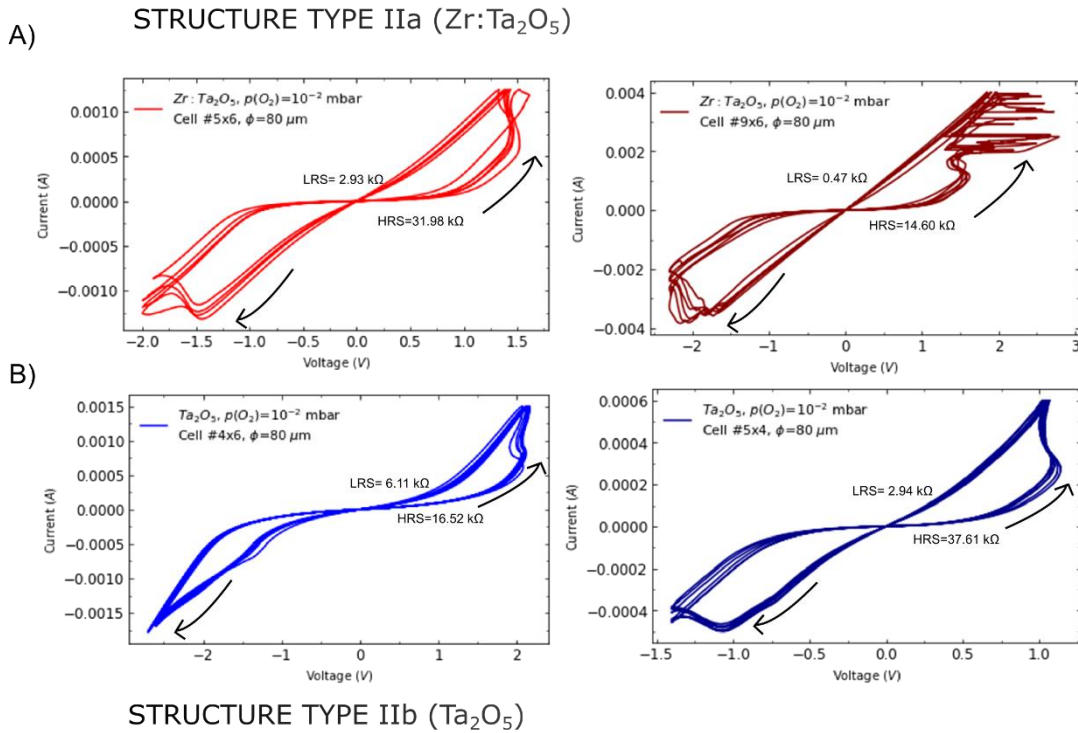 STRUCTURE TYPE IIa (Zr:Ta₂O₅)
A)
Zr : Ta₂O₅, p(O₂)=10⁻² mbar
Cell #5x6, ϕ=80 μm
LRS= 2.93 kΩ
HRS=31.98 kΩ
0.0010
0.0005
0.0000
−0.0005
−0.0010
Current (A)
−2.0 −1.5 −1.0 −0.5 0.0 0.5 1.0 1.5
Voltage (V)
Zr : Ta₂O₅, p(O₂)=10⁻² mbar
Cell #9x6, ϕ=80 μm
LRS= 0.47 kΩ
HRS=14.60 kΩ
0.004
0.002
0.000
−0.002
−0.004
Current (A)
−2 −1 0 1 2 3
Voltage (V)
B)
Ta₂O₅, p(O₂)=10⁻² mbar
Cell #4x6, ϕ=80 μm
LRS= 6.11 kΩ
HRS=16.52 kΩ
0.0015
0.0010
0.0005
0.0000
−0.0005
−0.0010
−0.0015
Current (A)
−2 −1 0 1 2
Voltage (V)
Ta₂O₅, p(O₂)=10⁻² mbar
Cell #5x4, ϕ=80 μm
LRS= 2.94 kΩ
HRS=37.61 kΩ
0.0006
0.0004
0.0002
0.0000
−0.0002
−0.0004
Current (A)
−1.5 −1.0 −0.5 0.0 0.5 1.0
Voltage (V)
STRUCTURE TYPE IIb (Ta₂O₅)